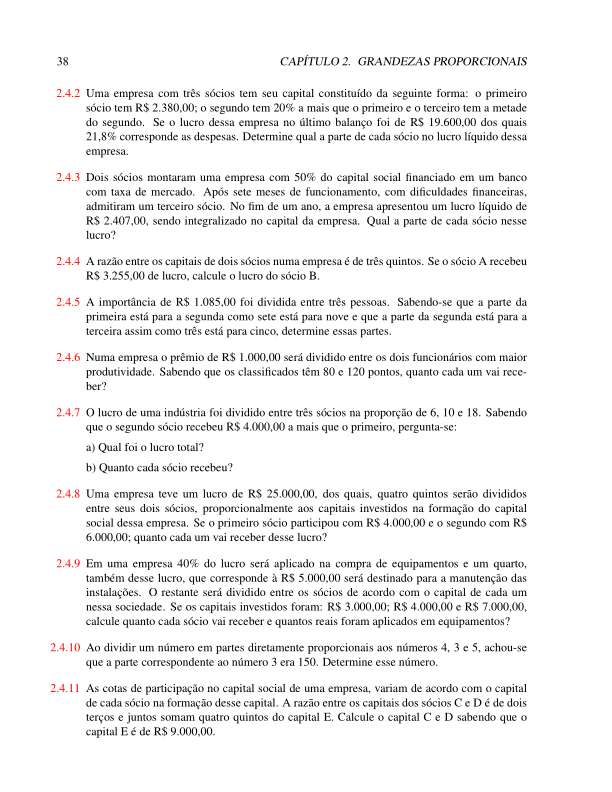 38
CAPÍTULO 2. GRANDEZAS PROPORCIONAIS
2.4.2 Uma empresa com três sócios tem seu capital constituído da seguinte forma: o primeiro
sócio tem R$ 2.380,00; o segundo tem 20% a mais que o primeiro e o terceiro tem a metade
do segundo. Se o lucro dessa empresa no último balanço foi de R$ 19.600,00 dos quais
21,8% corresponde as despesas. Determine qual a parte de cada sócio no lucro líquido dessa
empresa.
2.4.3 Dois sócios montaram uma empresa com 50% do capital social financiado em um banco
com taxa de mercado. Após sete meses de funcionamento, com dificuldades financeiras,
admitiram um terceiro sócio. No fim de um ano, a empresa apresentou um lucro líquido de
R$ 2.407,00, sendo integralizado no capital da empresa. Qual a parte de cada sócio nesse
lucro?
2.4.4 A razão entre os capitais de dois sócios numa empresa é de três quintos. Se o sócio A recebeu
R$ 3.255,00 de lucro, calcule o lucro do sócio B.
2.4.5 A importância de R$ 1.085,00 foi dividida entre três pessoas. Sabendo-se que a parte da
primeira está para a segunda como sete está para nove e que a parte da segunda está para a
terceira assim como três está para cinco, determine essas partes.
2.4.6 Numa empresa o prêmio de R$ 1.000,00 será dividido entre os dois funcionários com maior
produtividade. Sabendo que os classificados têm 80 e 120 pontos, quanto cada um vai rece-
ber?
2.4.7 O lucro de uma indústria foi dividido entre três sócios na proporção de 6, 10 e 18. Sabendo
que o segundo sócio recebeu R$ 4.000,00 a mais que o primeiro, pergunta-se:
a) Qual foi o lucro total?
b) Quanto cada sócio recebeu?
2.4.8 Uma empresa teve um lucro de R$ 25.000,00, dos quais, quatro quintos serão divididos
entre seus dois sócios, proporcionalmente aos capitais investidos na formação do capital
social dessa empresa. Se o primeiro sócio participou com R$ 4.000,00 e o segundo com R$
6.000,00; quanto cada um vai receber desse lucro?
2.4.9 Em uma empresa 40% do lucro será aplicado na compra de equipamentos e um quarto,
também desse lucro, que corresponde à R$ 5.000,00 será destinado para a manutenção das
instalações. O restante será dividido entre os sócios de acordo com o capital de cada um
nessa sociedade. Se os capitais investidos foram: R$ 3.000,00; R$ 4.000,00 e R$ 7.000,00,
calcule quanto cada sócio vai receber e quantos reais foram aplicados em equipamentos?
2.4.10 Ao dividir um número em partes diretamente proporcionais aos números 4, 3 e 5, achou-se
que a parte correspondente ao número 3 era 150. Determine esse número.
2.4.11 As cotas de participação no capital social de uma empresa, variam de acordo com o capital
de cada sócio na formação desse capital. A razão entre os capitais dos sócios C e D é de dois
terços e juntos somam quatro quintos do capital E. Calcule o capital C e D sabendo que o
capital E é de R$ 9.000,00.